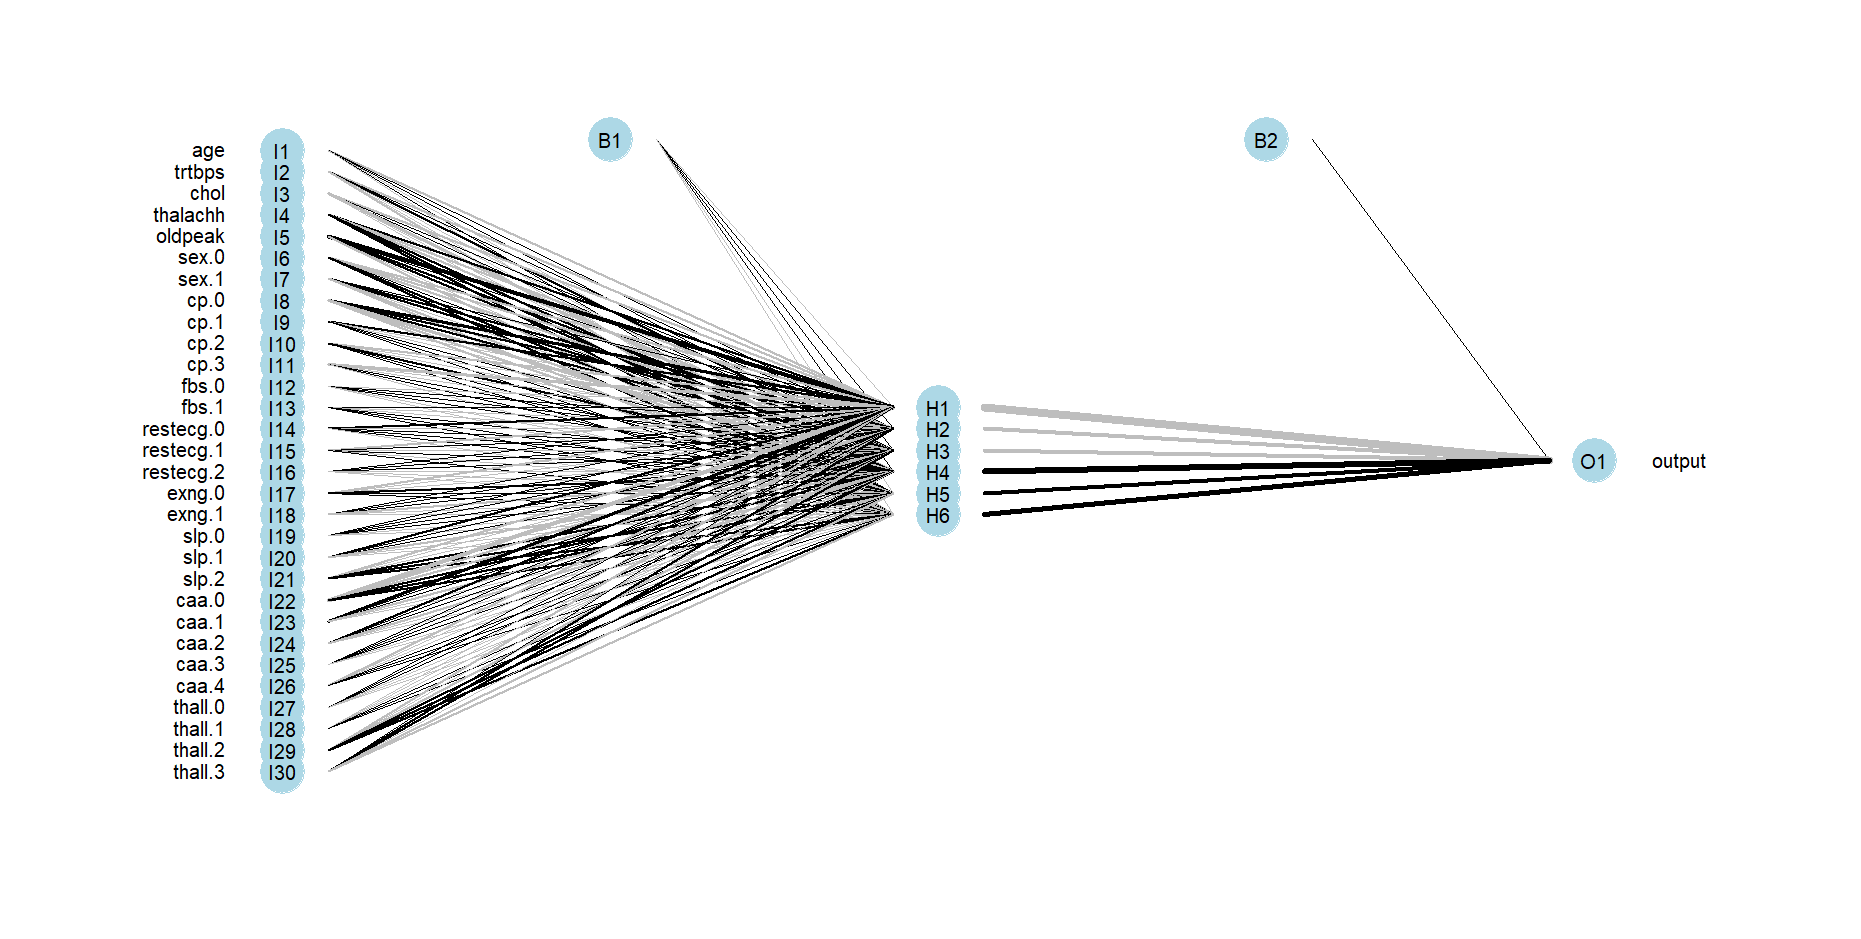 B1 B2
age I1
trtbps I2
chol I3
thalachh I4
oldpeak I5
sex.0 I6
sex.1 I7
cp.0 I8
cp.1 I9
cp.2 I10
cp.3 I11
fbs.0 I12
fbs.1 I13 H1
restecg.0 I14 H2
restecg.1 I15 H3
O1 output
restecg.2 I16 H4
exng.0 I17 H5
exng.1 I18 H6
slp.0 I19
slp.1 I20
slp.2 I21
caa.0 I22
caa.1 I23
caa.2 I24
caa.3 I25
caa.4 I26
thall.0 I27
thall.1 I28
thall.2 I29
thall.3 I30